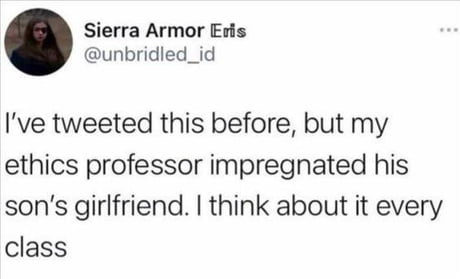 Sierra Armor 𝔼𝕣𝕚𝕤
@unbridled_id
I've tweeted this before, but my
ethics professor impregnated his
son's girlfriend. I think about it every
class